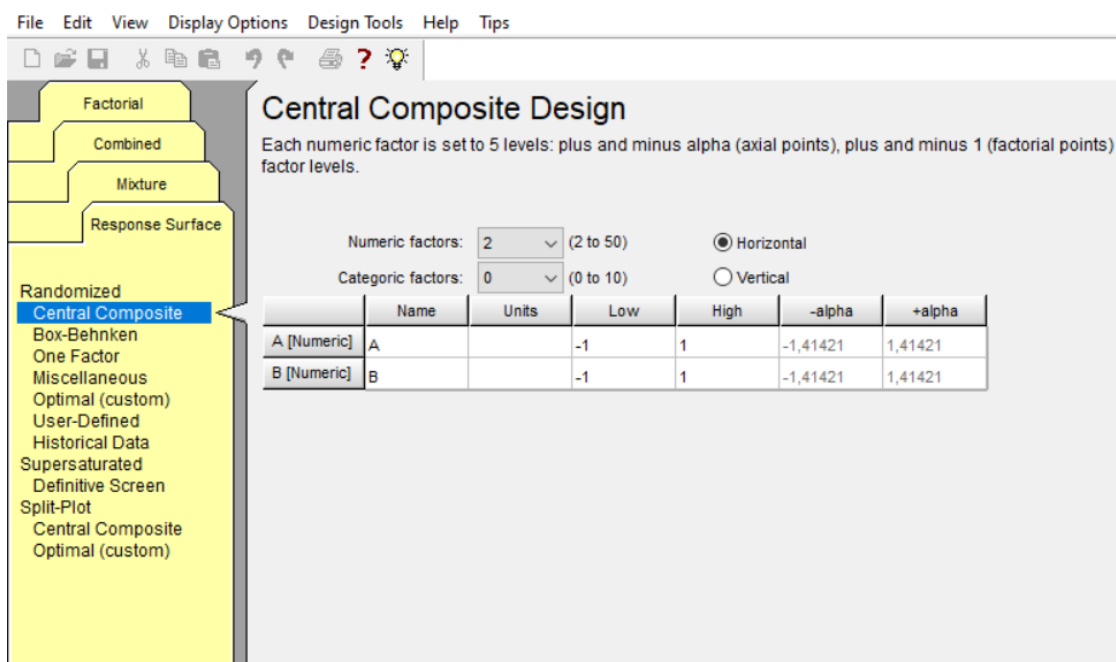 File Edit View Display Options Design Tools Help Tips
Factorial
Combined
Mixture
Response Surface
Randomized
Central Composite
Box-Behnken
One Factor
Miscellaneous
Optimal (custom)
User-Defined
Historical Data
Supersaturated
Definitive Screen
Split-Plot
Central Composite
Optimal (custom)
Central Composite Design
Each numeric factor is set to 5 levels: plus and minus alpha (axial points), plus and minus 1 (factorial points)
factor levels.
Numeric factors: 2 (2 to 50) Horizontal
Categoric factors: 0 (0 to 10) Vertical
Name Units Low High -alpha +alpha
A [Numeric] A -1 1 -1,41421 1,41421
B [Numeric] B -1 1 -1,41421 1,41421